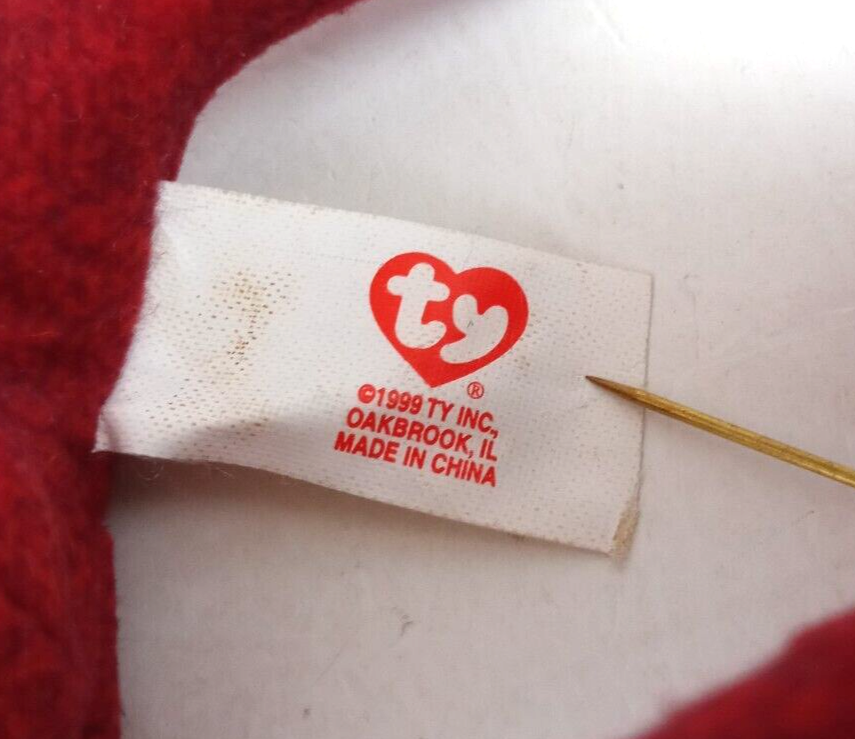 ty
®
©1999 TY INC.,
OAKBROOK, IL
MADE IN CHINA